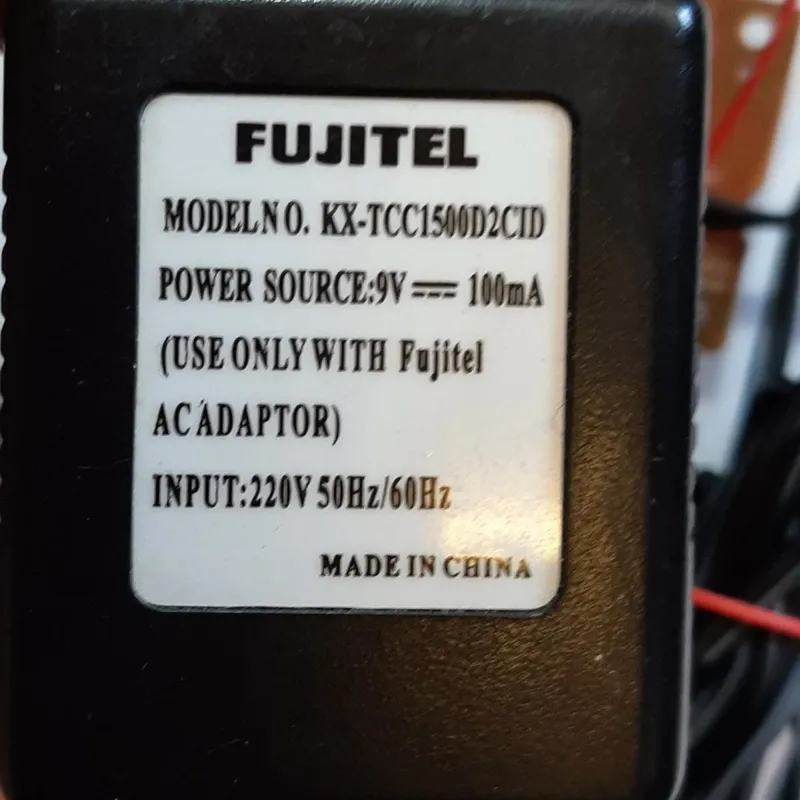 FUJITEL
MODEL NO. KX-TCC1500D2CID
POWER SOURCE:9V ⎓ 100mA
(USE ONLY WITH Fujitel
AC ADAPTOR)
INPUT:220V 50Hz/60Hz
MADE IN CHINA